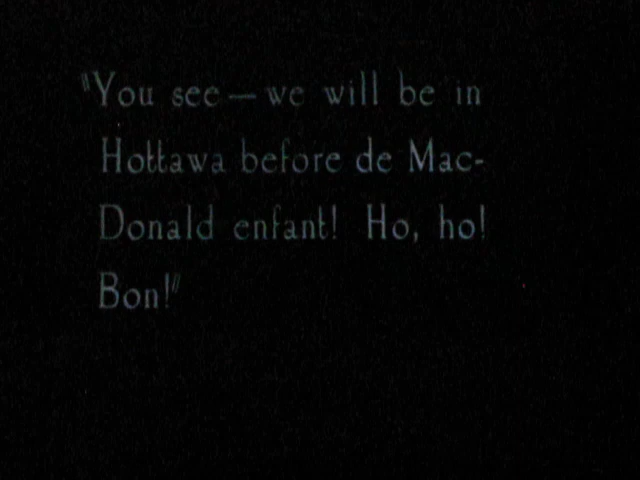 "You see — we will be in
Hottawa before de Mac-
Donald enfant! Ho, ho!
Bon!"